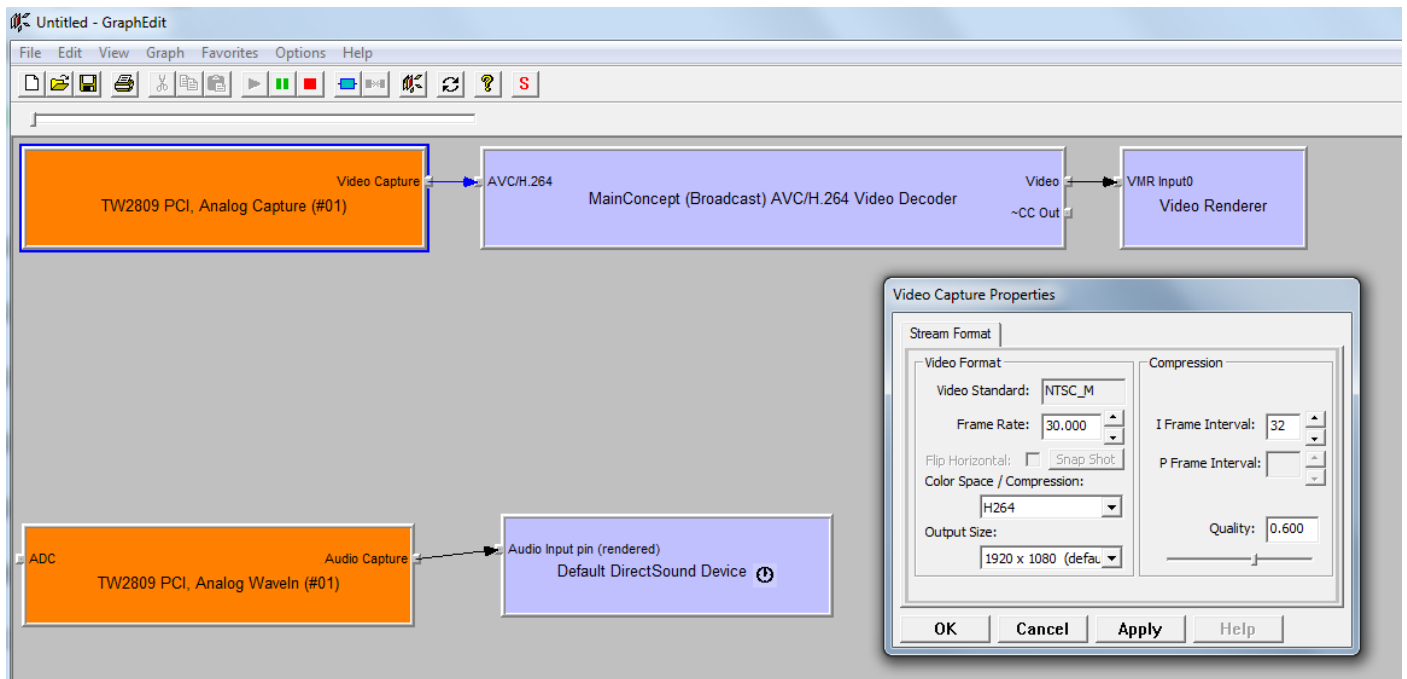 Untitled - GraphEdit
File Edit View Graph Favorites Options Help
S
Video Capture
TW2809 PCI, Analog Capture (#01)
AVC/H.264
Video
MainConcept (Broadcast) AVC/H.264 Video Decoder
~CC Out
VMR Input0
Video Renderer
Video Capture Properties
Stream Format
Video Format
Video Standard: NTSC_M
Frame Rate: 30.000
Flip Horizontal: Snap Shot
Color Space / Compression:
H264
Output Size:
1920 x 1080 (defau
Compression
I Frame Interval: 32
P Frame Interval:
Quality: 0.600
OK Cancel Apply Help
ADC
Audio Capture
TW2809 PCI, Analog WaveIn (#01)
Audio Input pin (rendered)
Default DirectSound Device